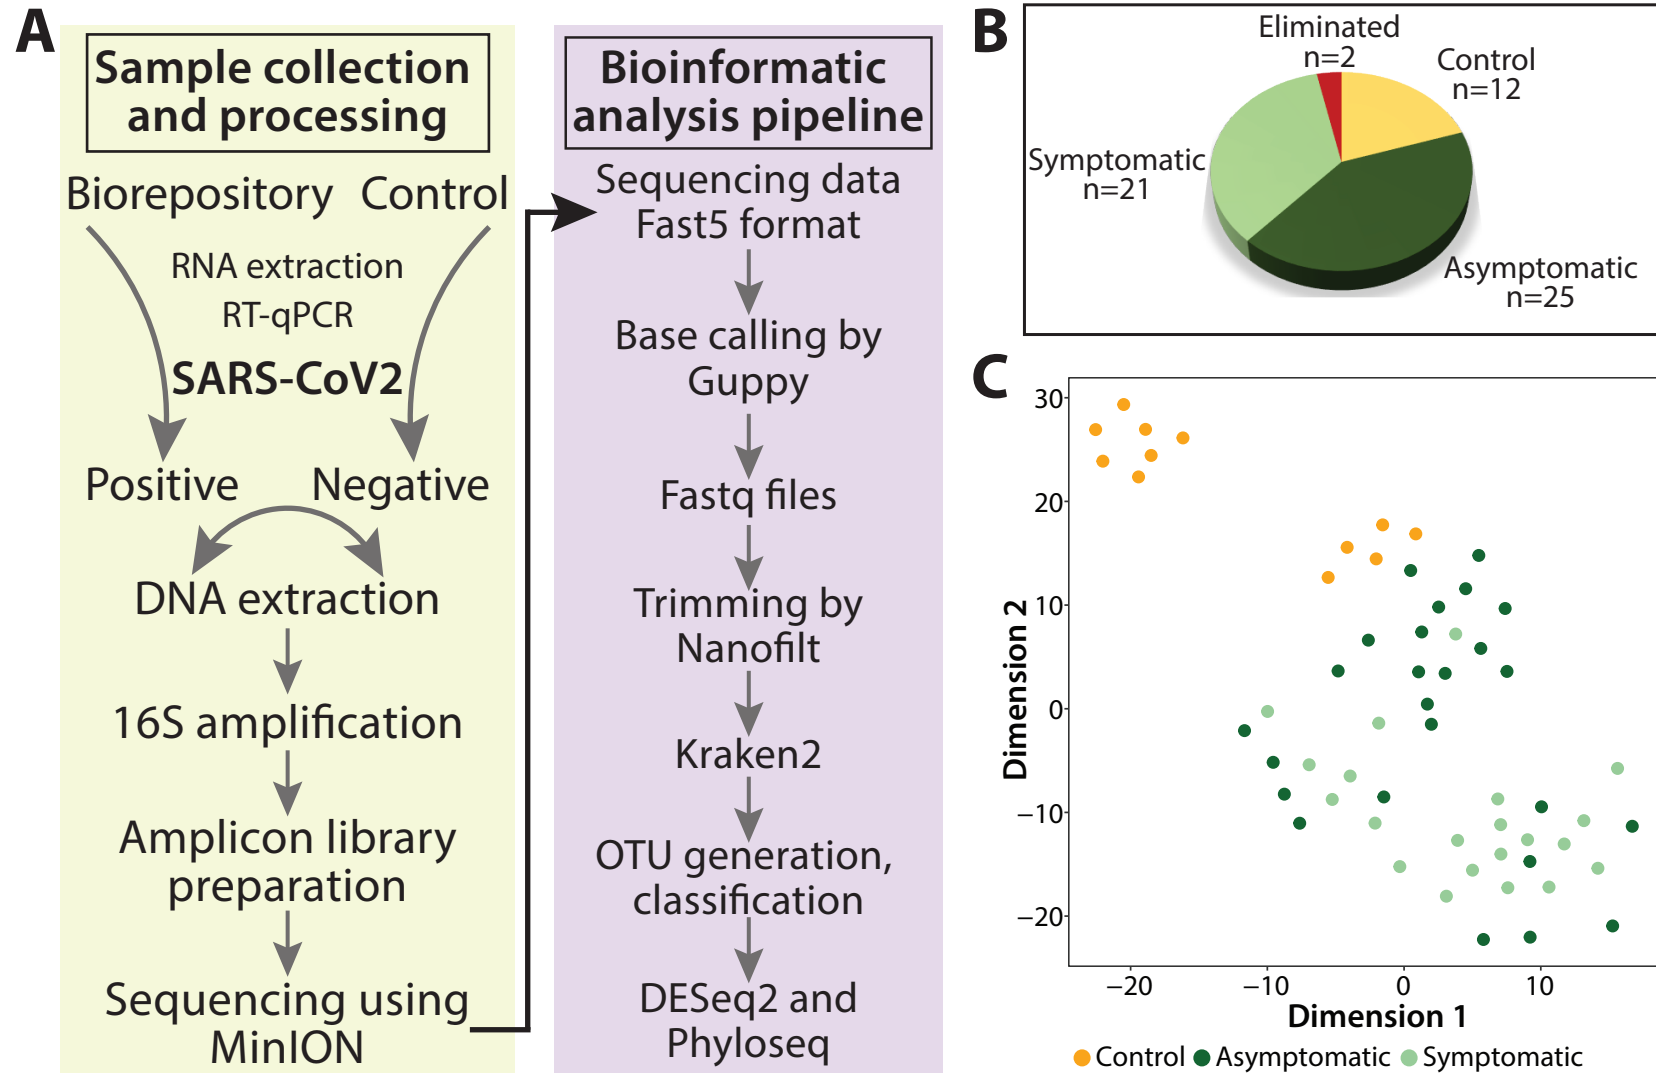 A
Sample collection
and processing
Biorepository Control
RNA extraction
RT-qPCR
SARS-CoV2
Positive Negative
DNA extraction
16S amplification
Amplicon library
preparation
Sequencing using
MinION
Bioinformatic
analysis pipeline
Sequencing data
Fast5 format
Base calling by
Guppy
Fastq files
Trimming by
Nanofilt
Kraken2
OTU generation,
classification
DESeq2 and
Phyloseq
B
Eliminated
n=2
Control
n=12
Symptomatic
n=21
Asymptomatic
n=25
C
30
20
10
0
−10
−20
Dimension 2
−20 −10 0 10
Dimension 1
Control Asymptomatic Symptomatic